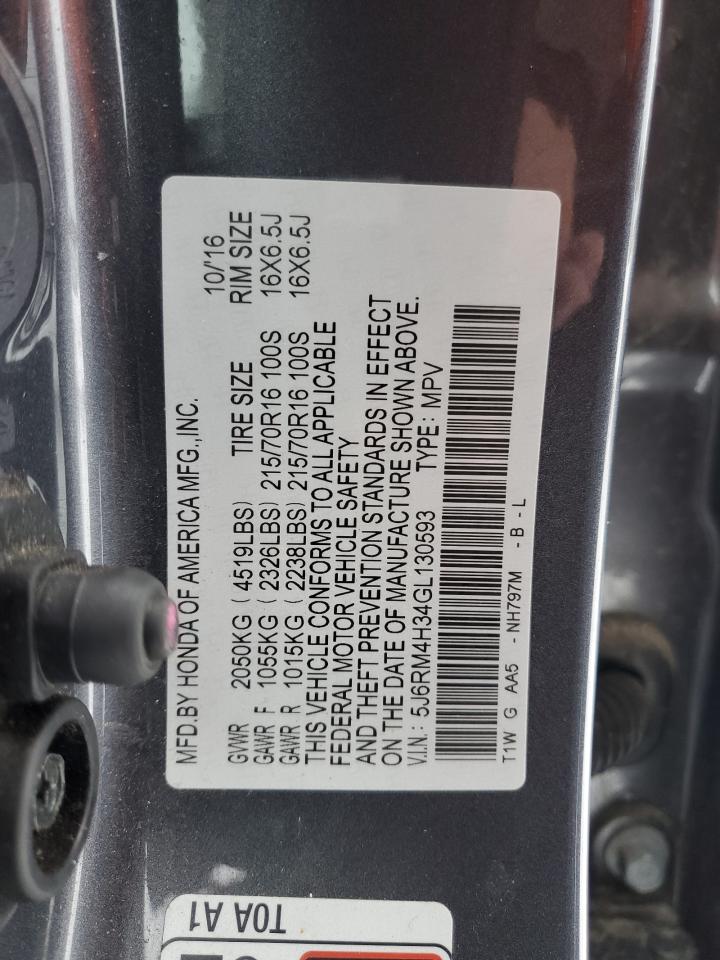 MFD.BY HONDA OF AMERICA MFG.,INC. 10/'16
TIRE SIZE RIM SIZE
GVWR 2050KG ( 4519LBS)
GAWR F 1055KG ( 2326LBS) 215/70R16 100S 16X6.5J
GAWR R 1015KG ( 2238LBS) 215/70R16 100S 16X6.5J
THIS VEHICLE CONFORMS TO ALL APPLICABLE
FEDERAL MOTOR VEHICLE SAFETY
AND THEFT PREVENTION STANDARDS IN EFFECT
ON THE DATE OF MANUFACTURE SHOWN ABOVE.
V.I.N.: 5J6RM4H34GL130593 TYPE: MPV
T1W G AA5 - NH797M - B - L
T0A A1